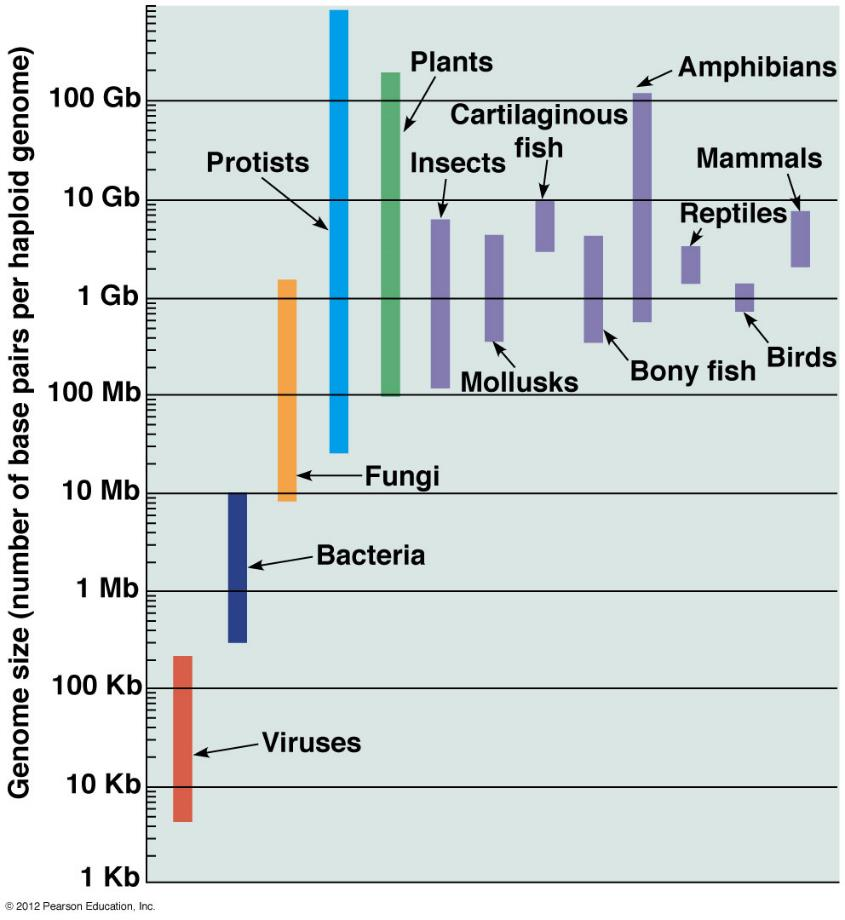 Genome size (number of base pairs per haploid genome)
100 Gb
10 Gb
1 Gb
100 Mb
10 Mb
1 Mb
100 Kb
10 Kb
1 Kb
Plants
Amphibians
Cartilaginous
fish
Protists
Insects
Mammals
Reptiles
Birds
Bony fish
Mollusks
Fungi
Bacteria
Viruses
© 2012 Pearson Education, Inc.